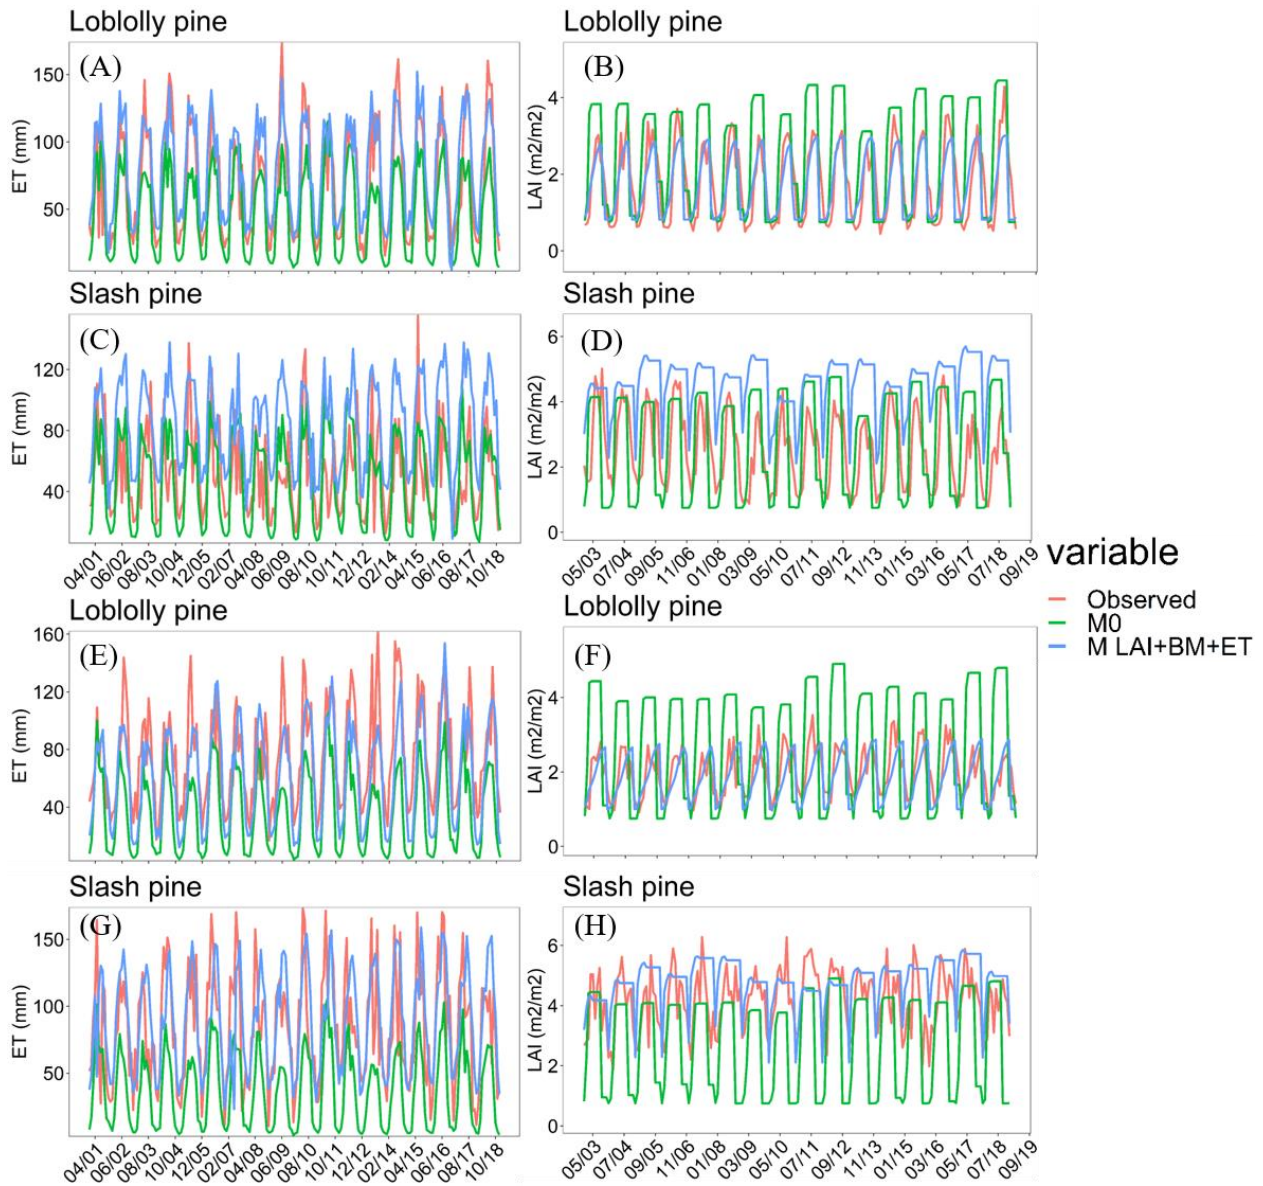 Loblolly pine
(A)
ET (mm)
150
100
50
Loblolly pine
(B)
LAI (m2/m2)
4
2
0
Slash pine
(C)
ET (mm)
120
80
40
04/01 06/02 08/03 10/04 12/05 02/07 04/08 06/09 08/10 10/11 12/12 02/14 04/15 06/16 08/17 10/18
Slash pine
(D)
LAI (m2/m2)
6
4
2
0
05/03 07/04 09/05 11/06 01/08 03/09 05/10 07/11 09/12 11/13 01/15 03/16 05/17 07/18 09/19
variable
Observed
M0
M LAI+BM+ET
Loblolly pine
(E)
ET (mm)
160
120
80
40
Loblolly pine
(F)
LAI (m2/m2)
4
2
0
Slash pine
(G)
ET (mm)
150
100
50
04/01 06/02 08/03 10/04 12/05 02/07 04/08 06/09 08/10 10/11 12/12 02/14 04/15 06/16 08/17 10/18
Slash pine
(H)
LAI (m2/m2)
6
4
2
0
05/03 07/04 09/05 11/06 01/08 03/09 05/10 07/11 09/12 11/13 01/15 03/16 05/17 07/18 09/19